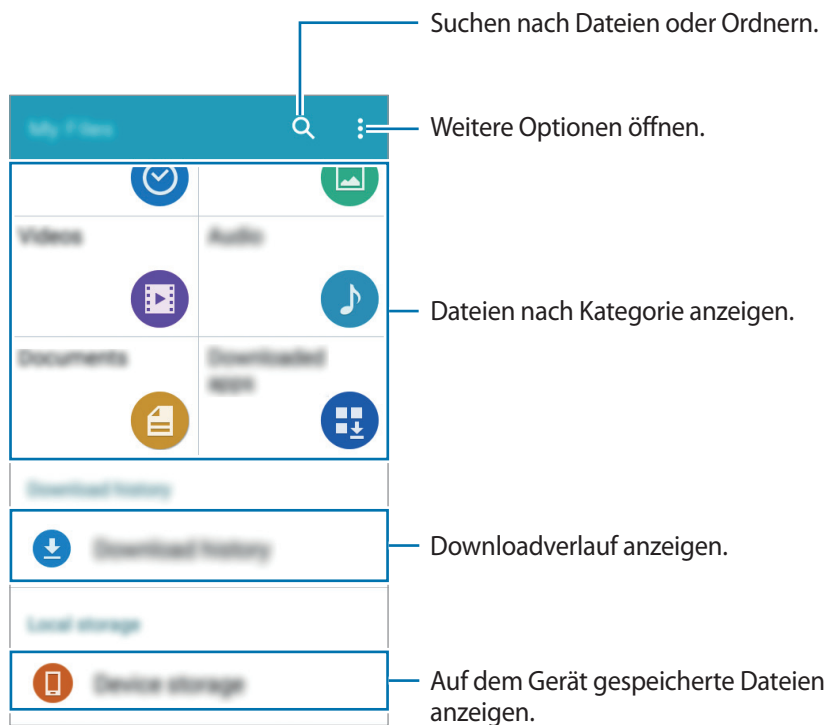 Suchen nach Dateien oder Ordnern.
My Files
Weitere Optionen öffnen.
Videos
Audio
Dateien nach Kategorie anzeigen.
Documents
Downloaded
apps
Download history
Download history
Downloadverlauf anzeigen.
Local storage
Device storage
Auf dem Gerät gespeicherte Dateien
anzeigen.